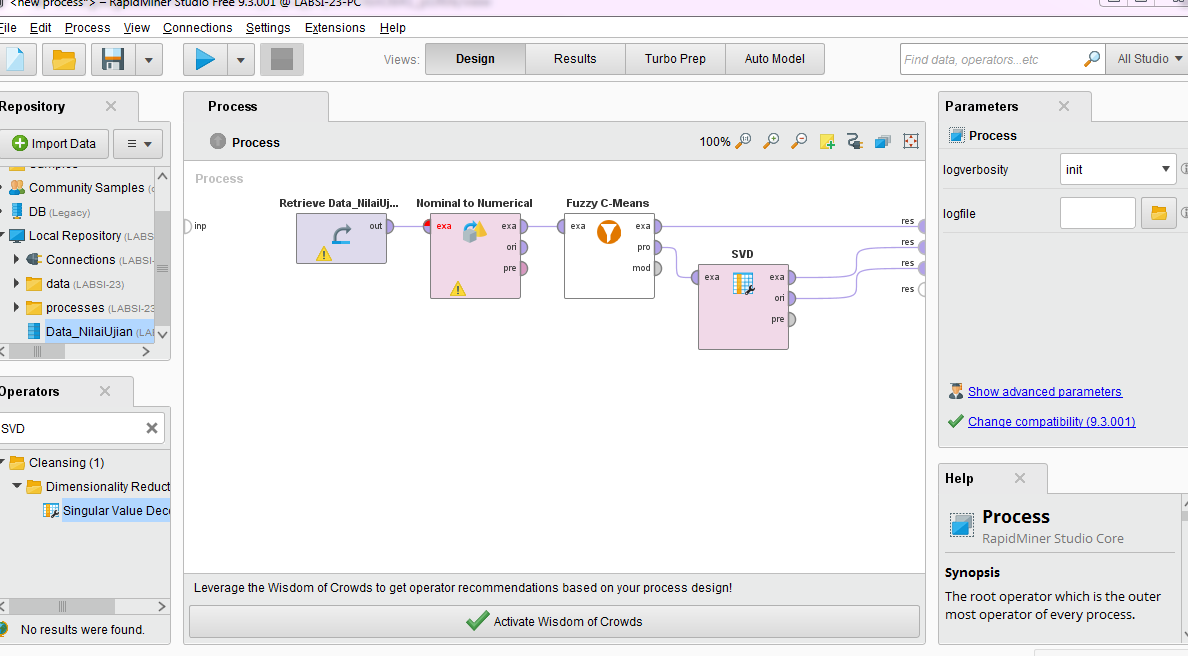 <new process*> – RapidMiner Studio Free 9.3.001 @ LABSI-23-PC
File Edit Process View Connections Settings Extensions Help
Views: Design Results Turbo Prep Auto Model
Find data, operators...etc
All Studio
Repository
Import Data
Samples
Community Samples (c
DB (Legacy)
Local Repository (LABS
Connections (LABSI-
data (LABSI-23)
processes (LABSI-23
Data_NilaiUjian (LA
Operators
SVD
Cleansing (1)
Dimensionality Reduct
Singular Value Dec
No results were found.
Process
Process
100%
Process
inp
Retrieve Data_NilaiUj...
out
Nominal to Numerical
exa exa
ori
pre
Fuzzy C-Means
exa exa
pro
mod
SVD
exa exa
ori
pre
res
res
res
res
Leverage the Wisdom of Crowds to get operator recommendations based on your process design!
Activate Wisdom of Crowds
Parameters
Process
logverbosity init
logfile
Show advanced parameters
Change compatibility (9.3.001)
Help
Process
RapidMiner Studio Core
Synopsis
The root operator which is the outer
most operator of every process.